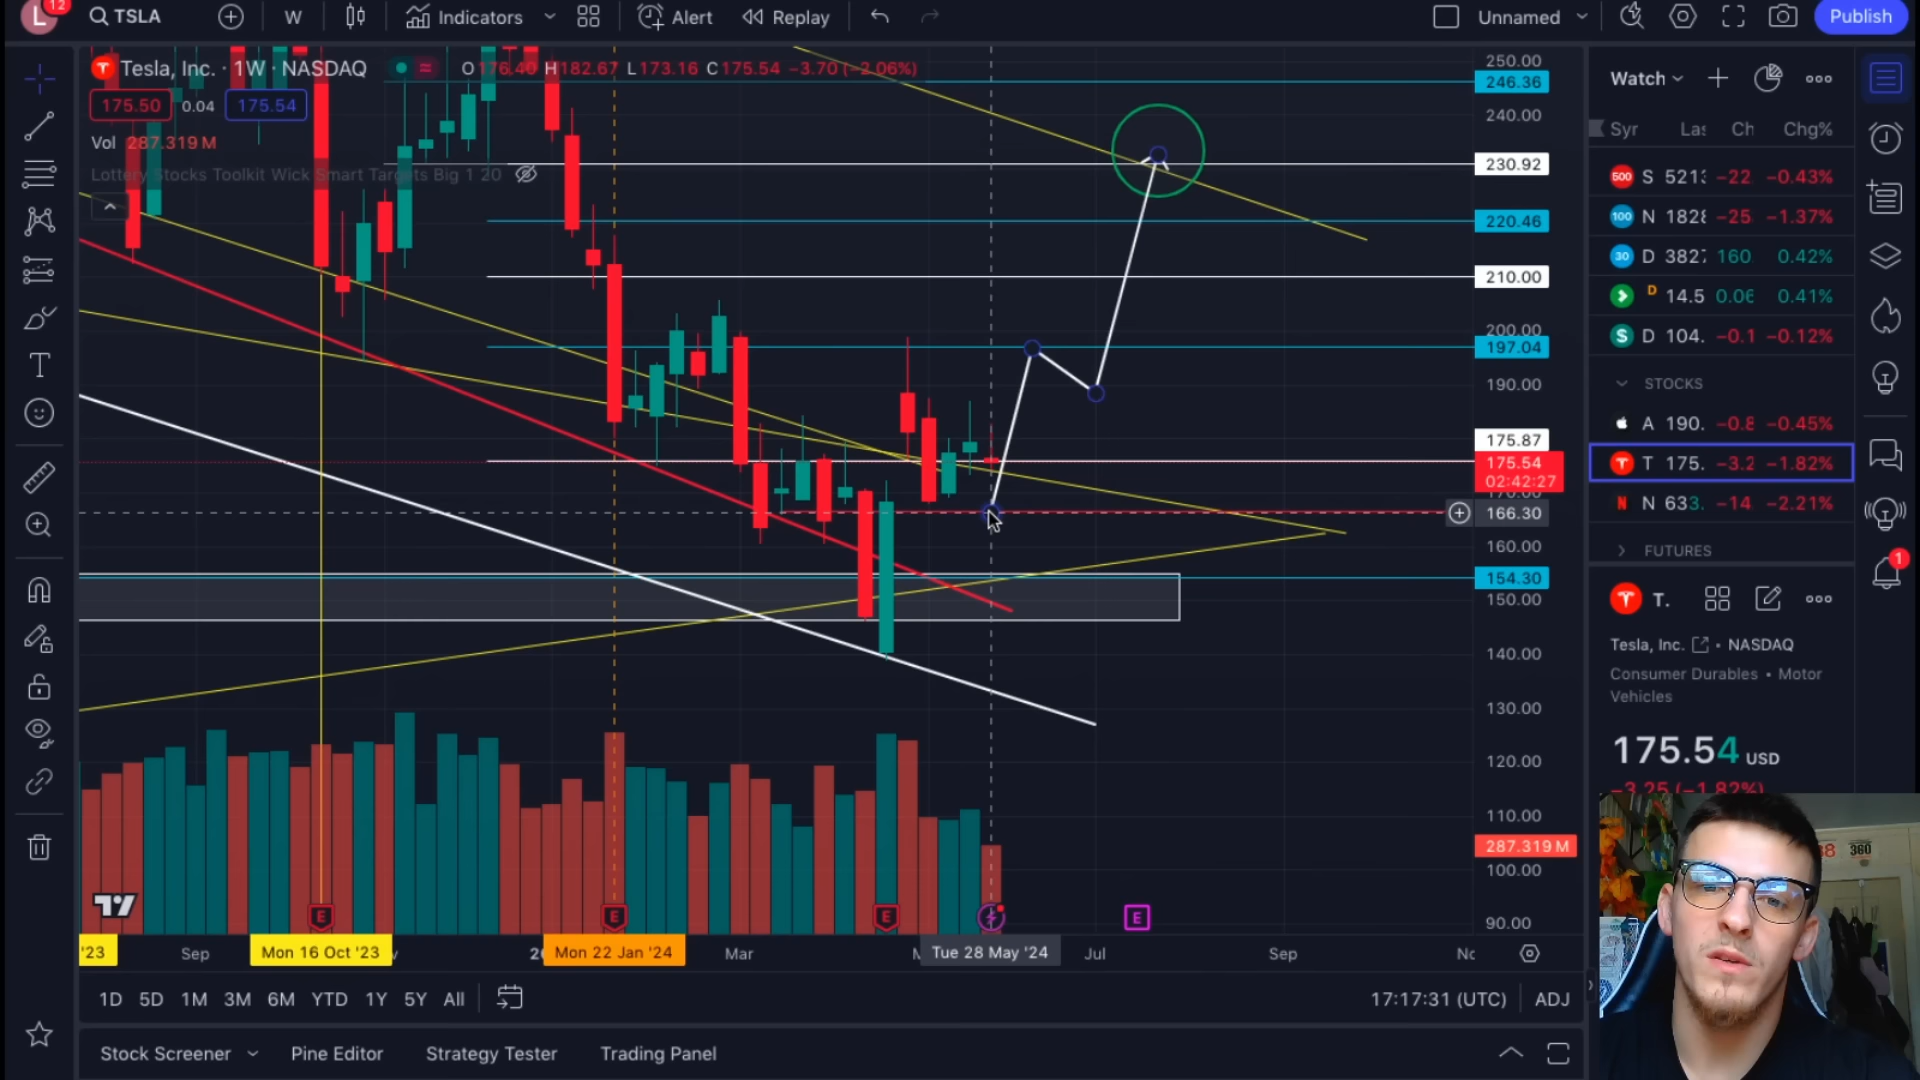 12
L
TSLA
W
Indicators
Alert
Replay
Unnamed
Publish
Tesla, Inc. · 1W · NASDAQ
O176.40 H182.67 L173.16 C175.54 −3.70 (−2.06%)
175.50 0.04 175.54
Vol 287.319 M
Lottery Stocks Toolkit Wick Smart Targets Big 1 20
250.00
246.36
240.00
230.92
220.46
210.00
200.00
197.04
190.00
175.87
175.54
02:42:27
170.00
166.30
160.00
154.30
150.00
140.00
130.00
120.00
110.00
287.319 M
100.00
90.00
E
E
E
E
'23
Sep
Mon 16 Oct '23
Mon 22 Jan '24
Mar
Tue 28 May '24
Jul
Sep
1D 5D 1M 3M 6M YTD 1Y 5Y All
17:17:31 (UTC)
ADJ
Stock Screener
Pine Editor
Strategy Tester
Trading Panel
Watch
Syr Las Ch Chg%
500 S 5213 −22 −0.43%
100 N 1828 −25 −1.37%
30 D 3827 160 0.42%
D 14.5 0.06 0.41%
S D 104. −0.1 −0.12%
STOCKS
A 190. −0.8 −0.45%
T 175. −3.2 −1.82%
N N 633. −14 −2.21%
FUTURES
1
T.
Tesla, Inc. • NASDAQ
Consumer Durables • Motor
Vehicles
175.54 USD
−3.25 (−1.82%)
360